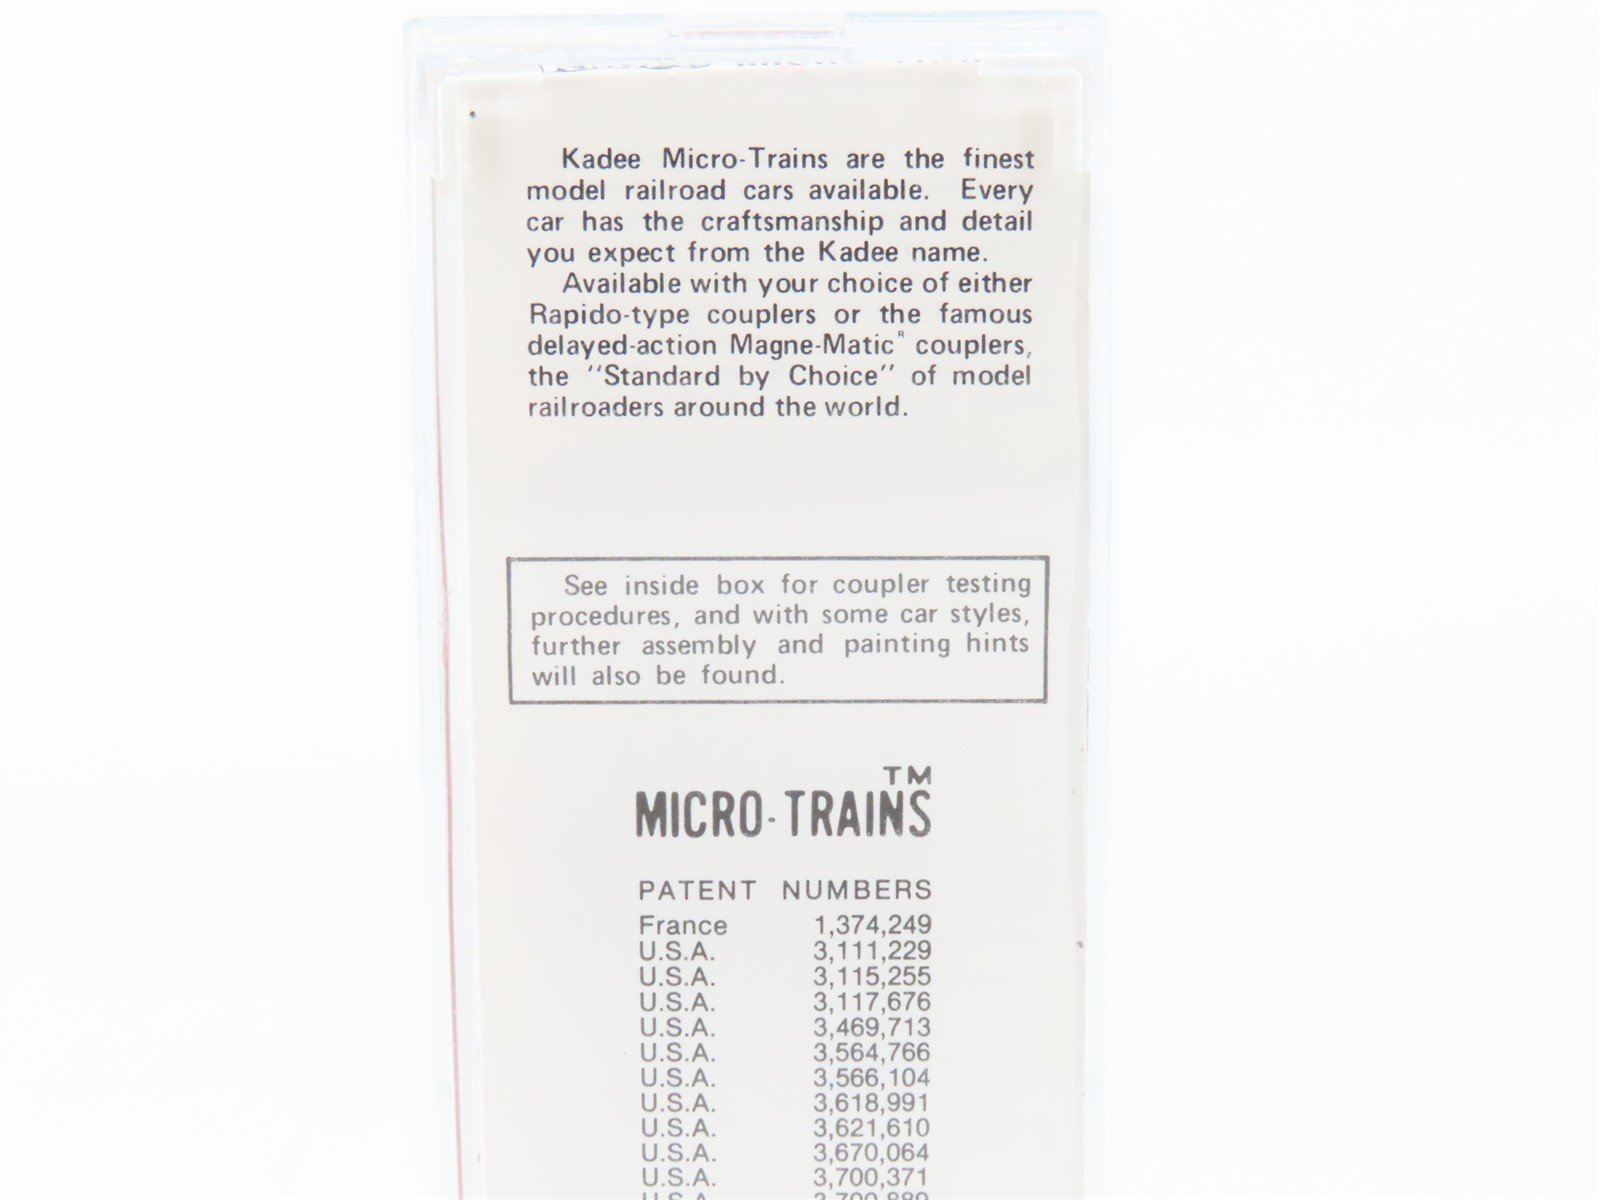 Kadee Micro-Trains are the finest
model railroad cars available. Every
car has the craftsmanship and detail
you expect from the Kadee name.
Available with your choice of either
Rapido-type couplers or the famous
delayed-action Magne-Matic® couplers,
the "Standard by Choice" of model
railroaders around the world.
See inside box for coupler testing
procedures, and with some car styles,
further assembly and painting hints
will also be found.
TM
MICRO-TRAINS
PATENT NUMBERS
France 1,374,249
U.S.A. 3,111,229
U.S.A. 3,115,255
U.S.A. 3,117,676
U.S.A. 3,469,713
U.S.A. 3,564,766
U.S.A. 3,566,104
U.S.A. 3,618,991
U.S.A. 3,621,610
U.S.A. 3,670,064
U.S.A. 3,700,371
U.S.A.